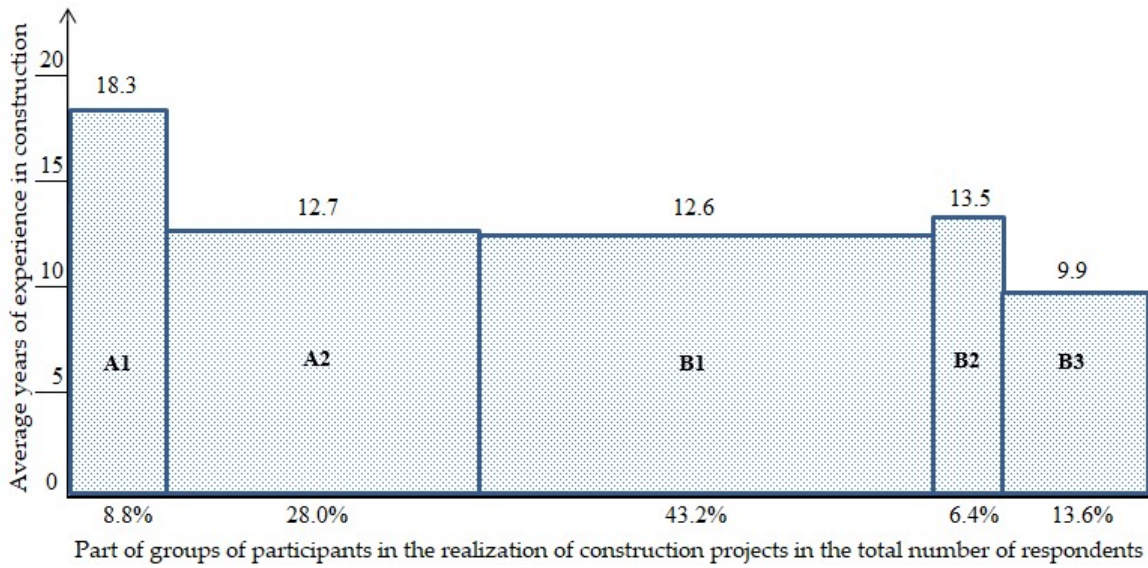 Average years of experience in construction
20
15
10
5
0
18.3
12.7
12.6
13.5
9.9
A1
A2
B1
B2
B3
8.8%
28.0%
43.2%
6.4%
13.6%
Part of groups of participants in the realization of construction projects in the total number of respondents